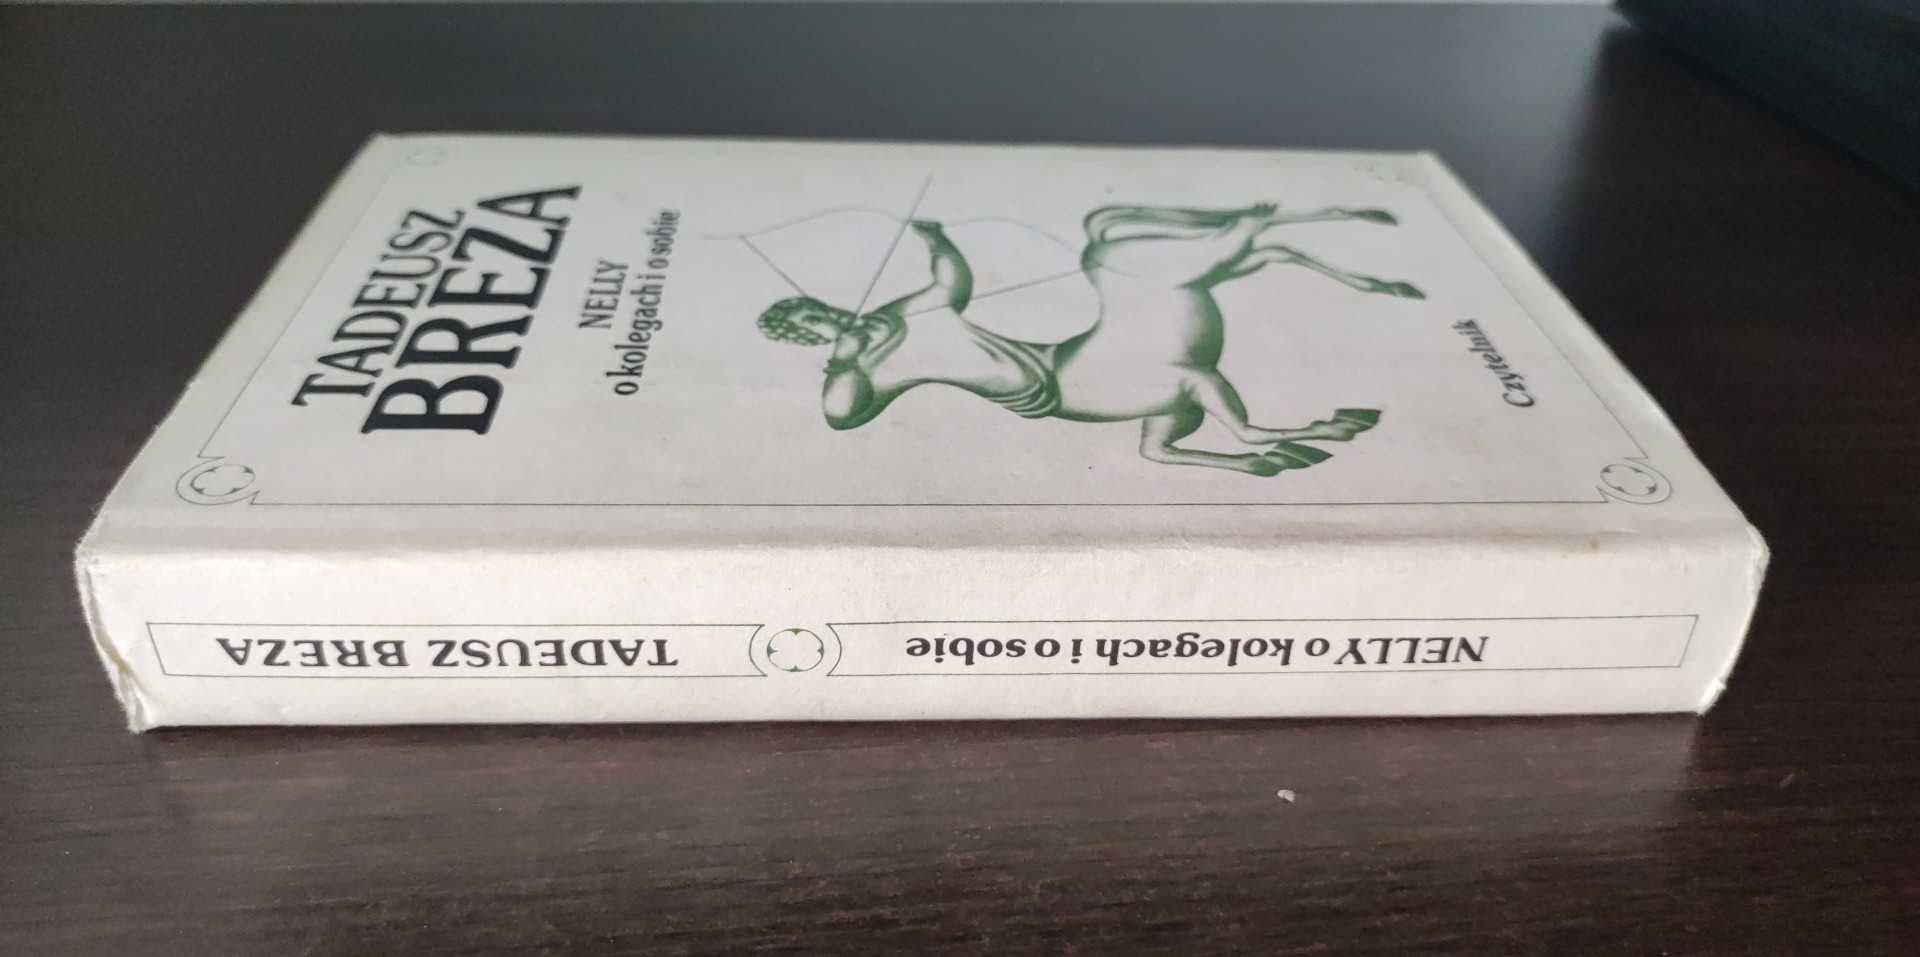 TADEUSZ
BREZA
NELLY
o kolegach i o sobie
Czytelnik
TADEUSZ BREZA
NELLY o kolegach i o sobie